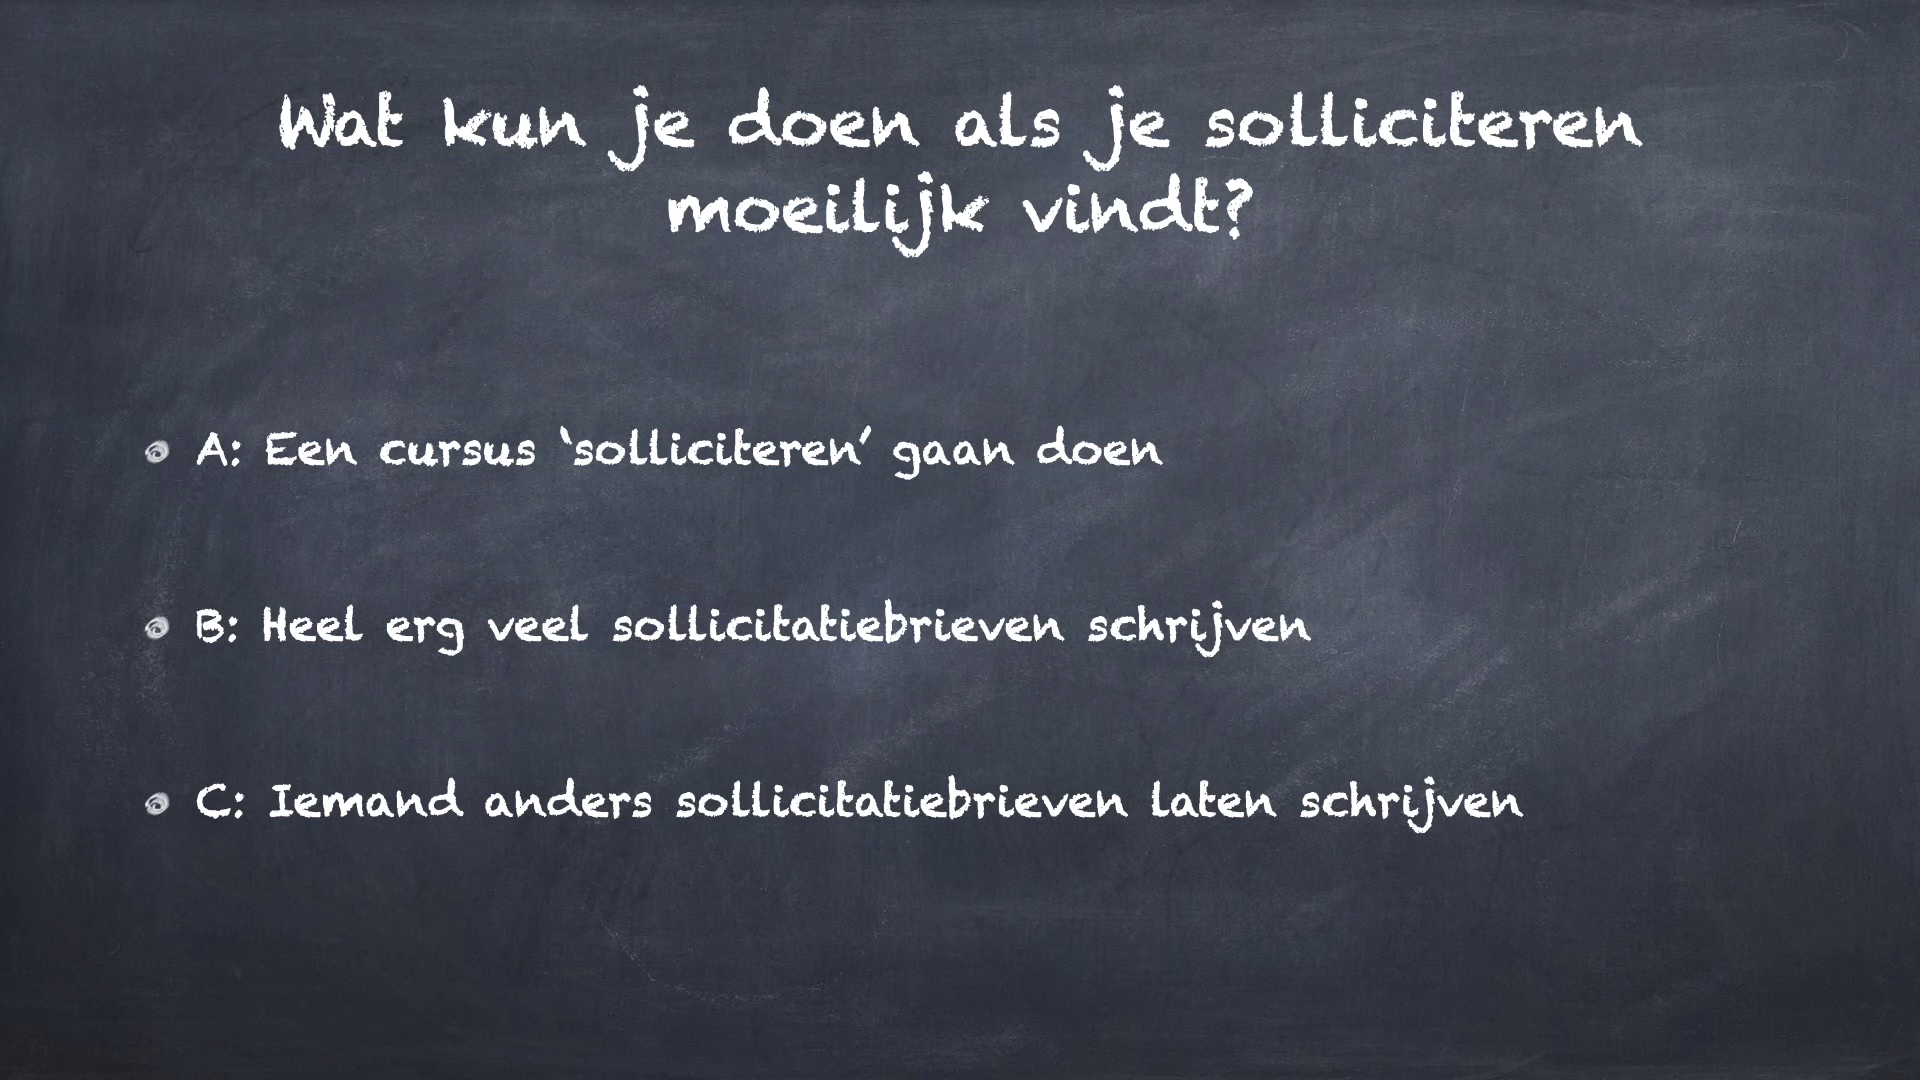 Wat kun je doen als je solliciteren
moeilijk vindt?
A: Een cursus ‘solliciteren’ gaan doen
B: Heel erg veel sollicitatiebrieven schrijven
C: Iemand anders sollicitatiebrieven laten schrijven